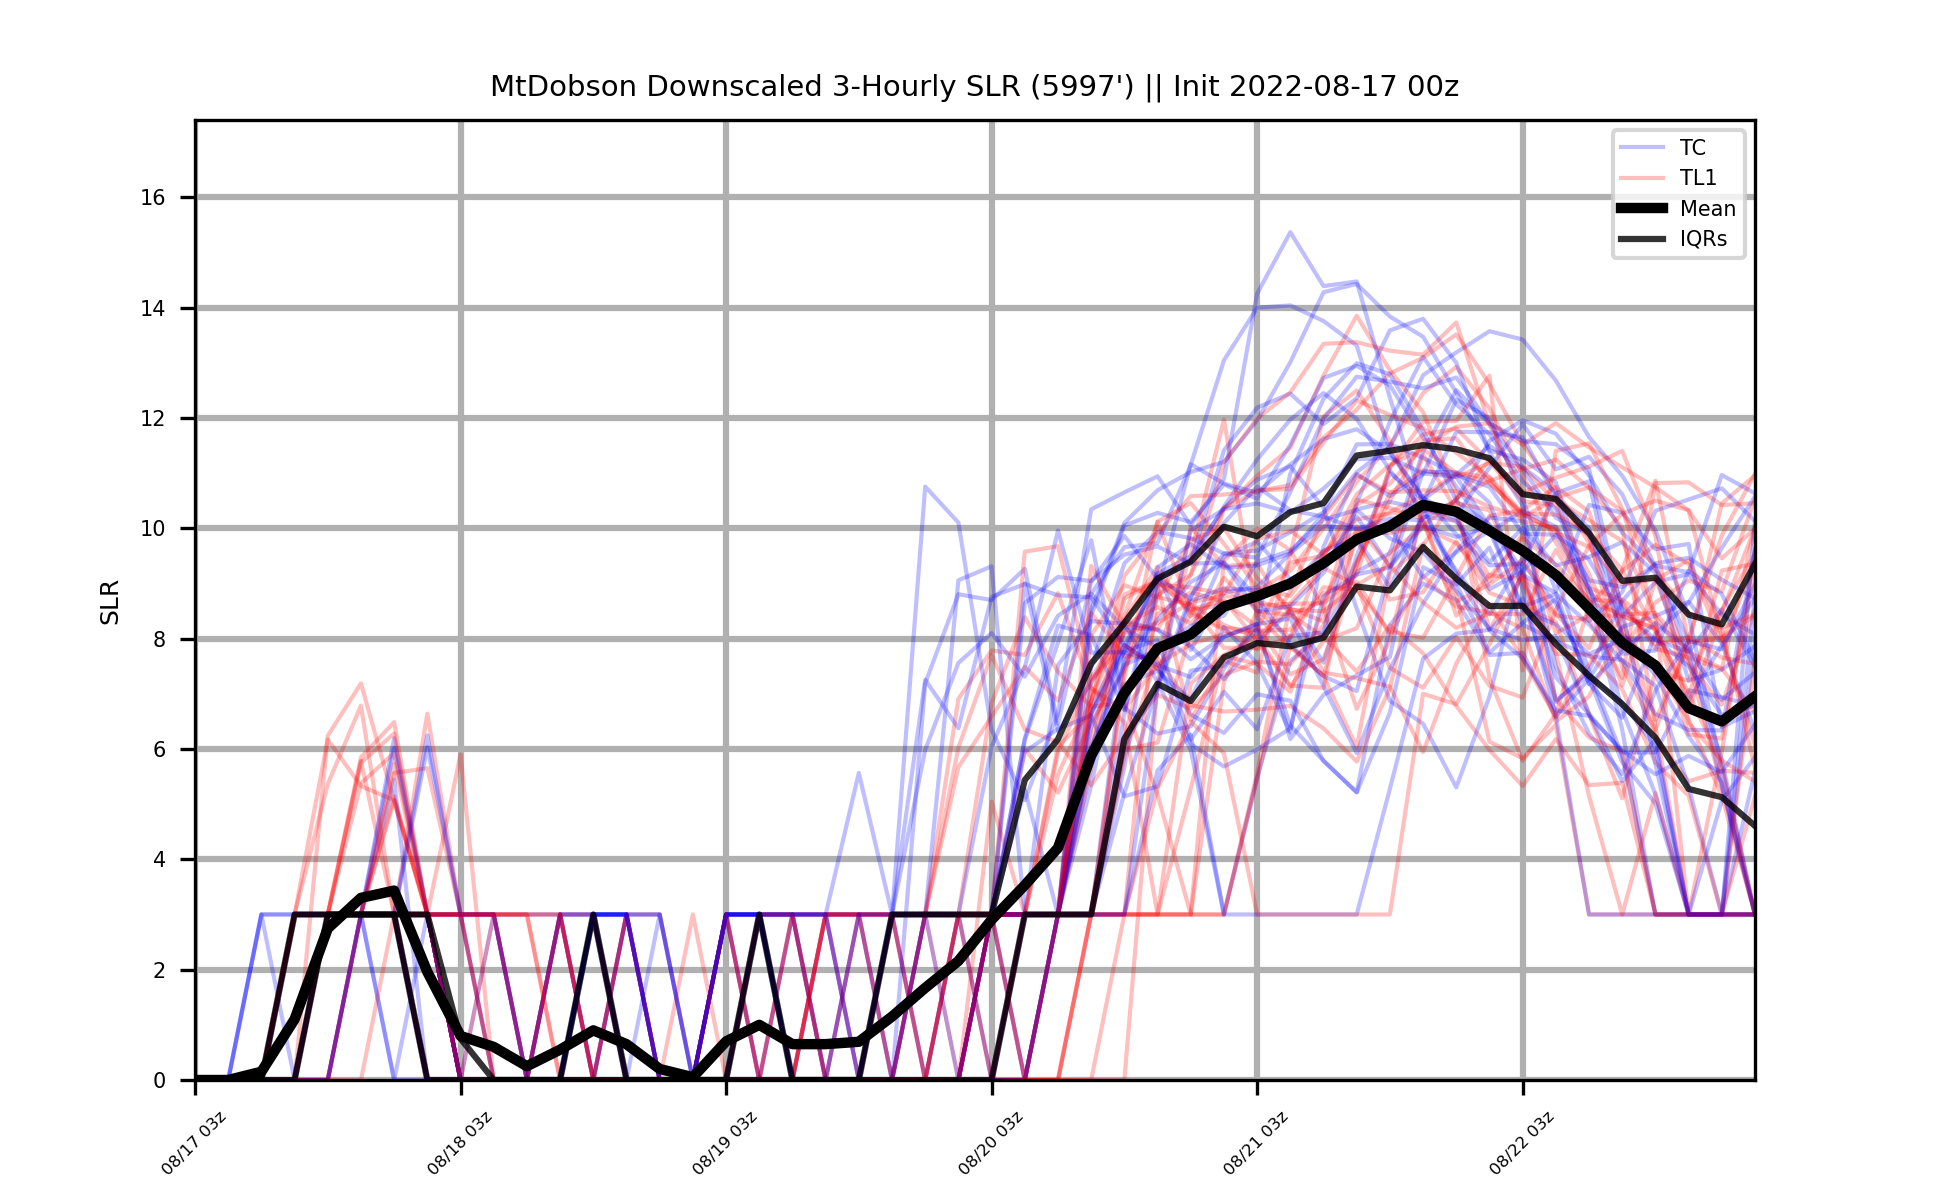 MtDobson Downscaled 3-Hourly SLR (5997') || Init 2022-08-17 00z
TC
TL1
Mean
IQRs
SLR
16
14
12
10
8
6
4
2
0
08/17 03z
08/18 03z
08/19 03z
08/20 03z
08/21 03z
08/22 03z